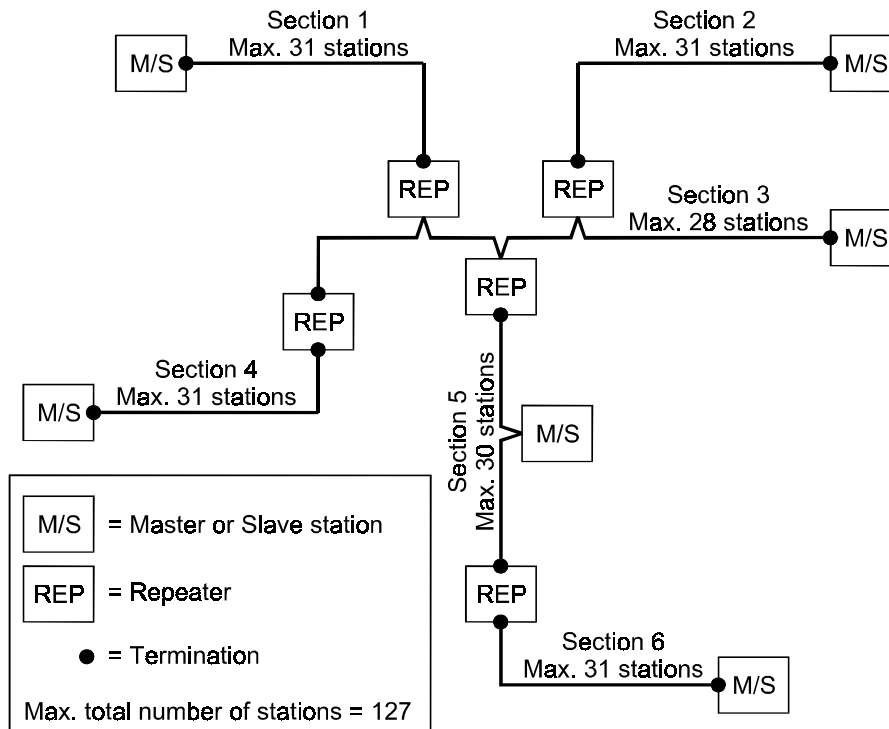 Section 1
Max. 31 stations
M/S
Section 2
Max. 31 stations
M/S
REP
REP
Section 3
Max. 28 stations
M/S
REP
REP
Section 4
Max. 31 stations
M/S
Section 5
Max. 30 stations
M/S
REP
Section 6
Max. 31 stations
M/S
M/S = Master or Slave station
REP = Repeater
= Termination
Max. total number of stations = 127